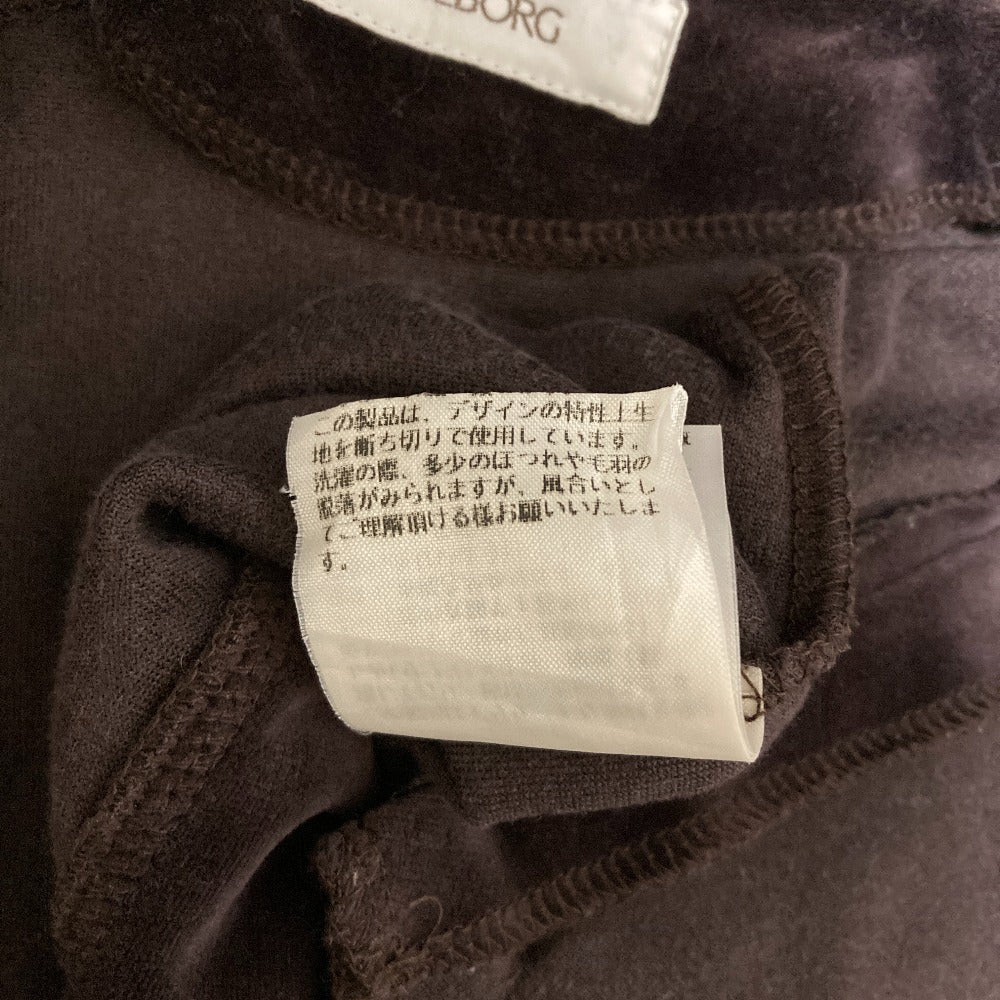 EBORG
この製品は、デザインの特性上生
地を断ち切りで使用しています。
洗濯の際、多少のほつれや毛羽の
脱落がみられますが、風合いとし
てご理解頂ける様お願いいたしま
す。